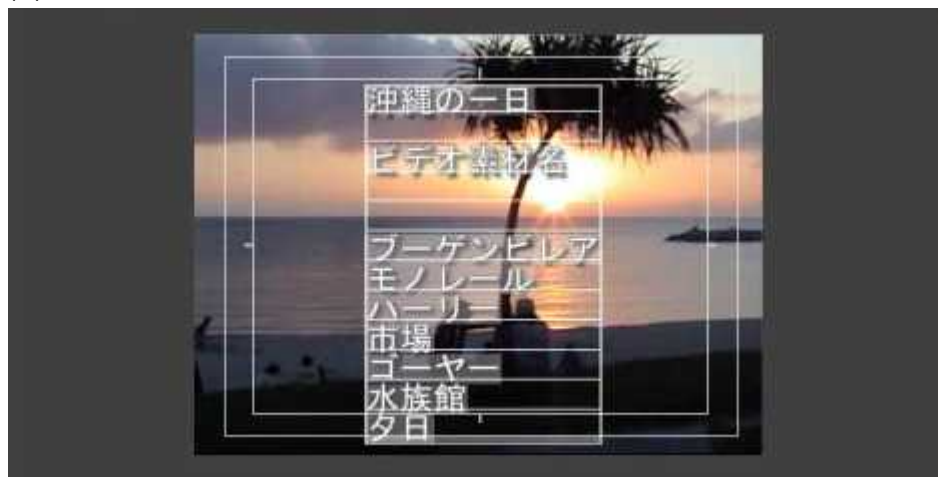 沖縄の一日
ビデオ素材名
ブーゲンビレア
モノレール
ハーリー
市場
ゴーヤー
水族館
夕日